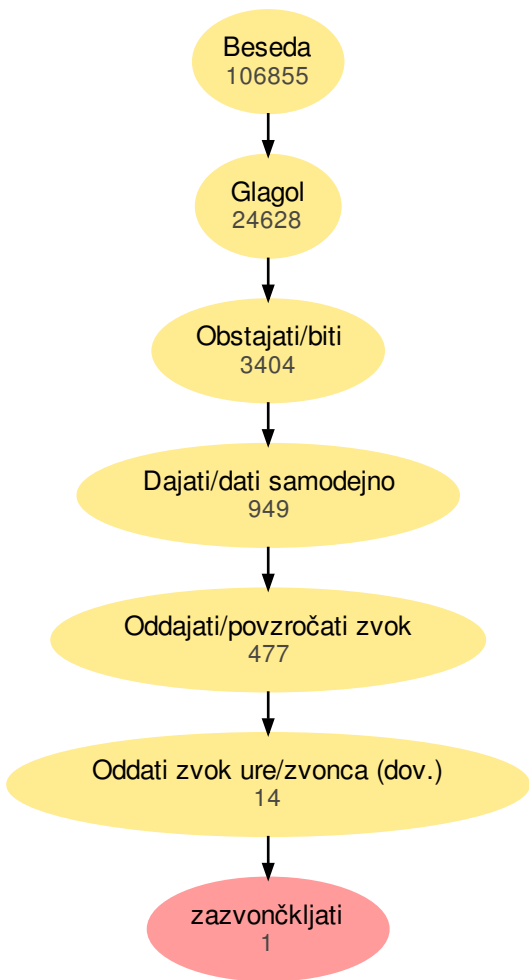 Beseda
106855
Glagol
24628
Obstajati/biti
3404
Dajati/dati samodejno
949
Oddajati/povzročati zvok
477
Oddati zvok ure/zvonca (dov.)
14
zazvončkljati
1